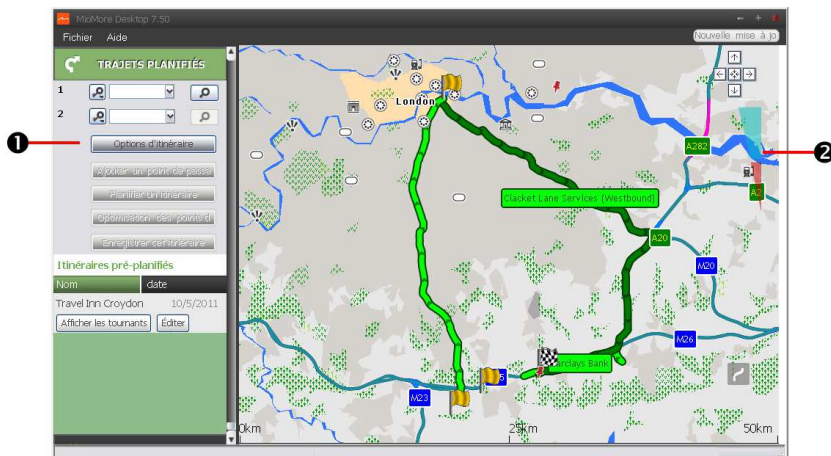 MioMore Desktop 7.50
Fichier Aide
Nouvelle mise à jo
TRAJETS PLANIFIÉS
1
2
Options d'itinéraire
Ajouter un point de passa
Planifier un itinéraire
Optimisation des points d
Enregistrer cet itinéraire
Itinéraires pré-planifiés
Nom date
Travel Inn Croydon 10/5/2011
Afficher les tournants Éditer
❶
❷
London
A282
A2
Clacket Lane Services (Westbound)
A20
M20
M26
Barclays Bank
5
M23
0km 25km 50km